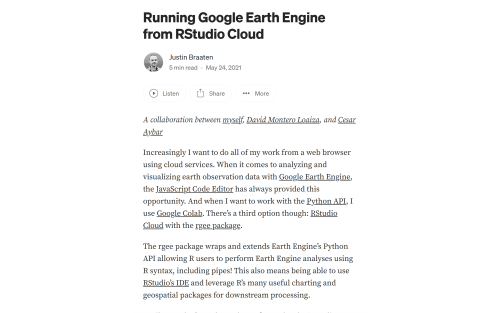 Running Google Earth Engine
from RStudio Cloud
Justin Braaten
5 min read · May 24, 2021
Listen Share More
A collaboration between myself, David Montero Loaiza, and Cesar
Aybar
Increasingly I want to do all of my work from a web browser
using cloud services. When it comes to analyzing and
visualizing earth observation data with Google Earth Engine,
the JavaScript Code Editor has always provided this
opportunity. And when I want to work with the Python API, I
use Google Colab. There's a third option though: RStudio
Cloud with the rgee package.
The rgee package wraps and extends Earth Engine's Python
API allowing R users to perform Earth Engine analyses using
R syntax, including pipes! This also means being able to use
RStudio's IDE and leverage R's many useful charting and
geospatial packages for downstream processing.